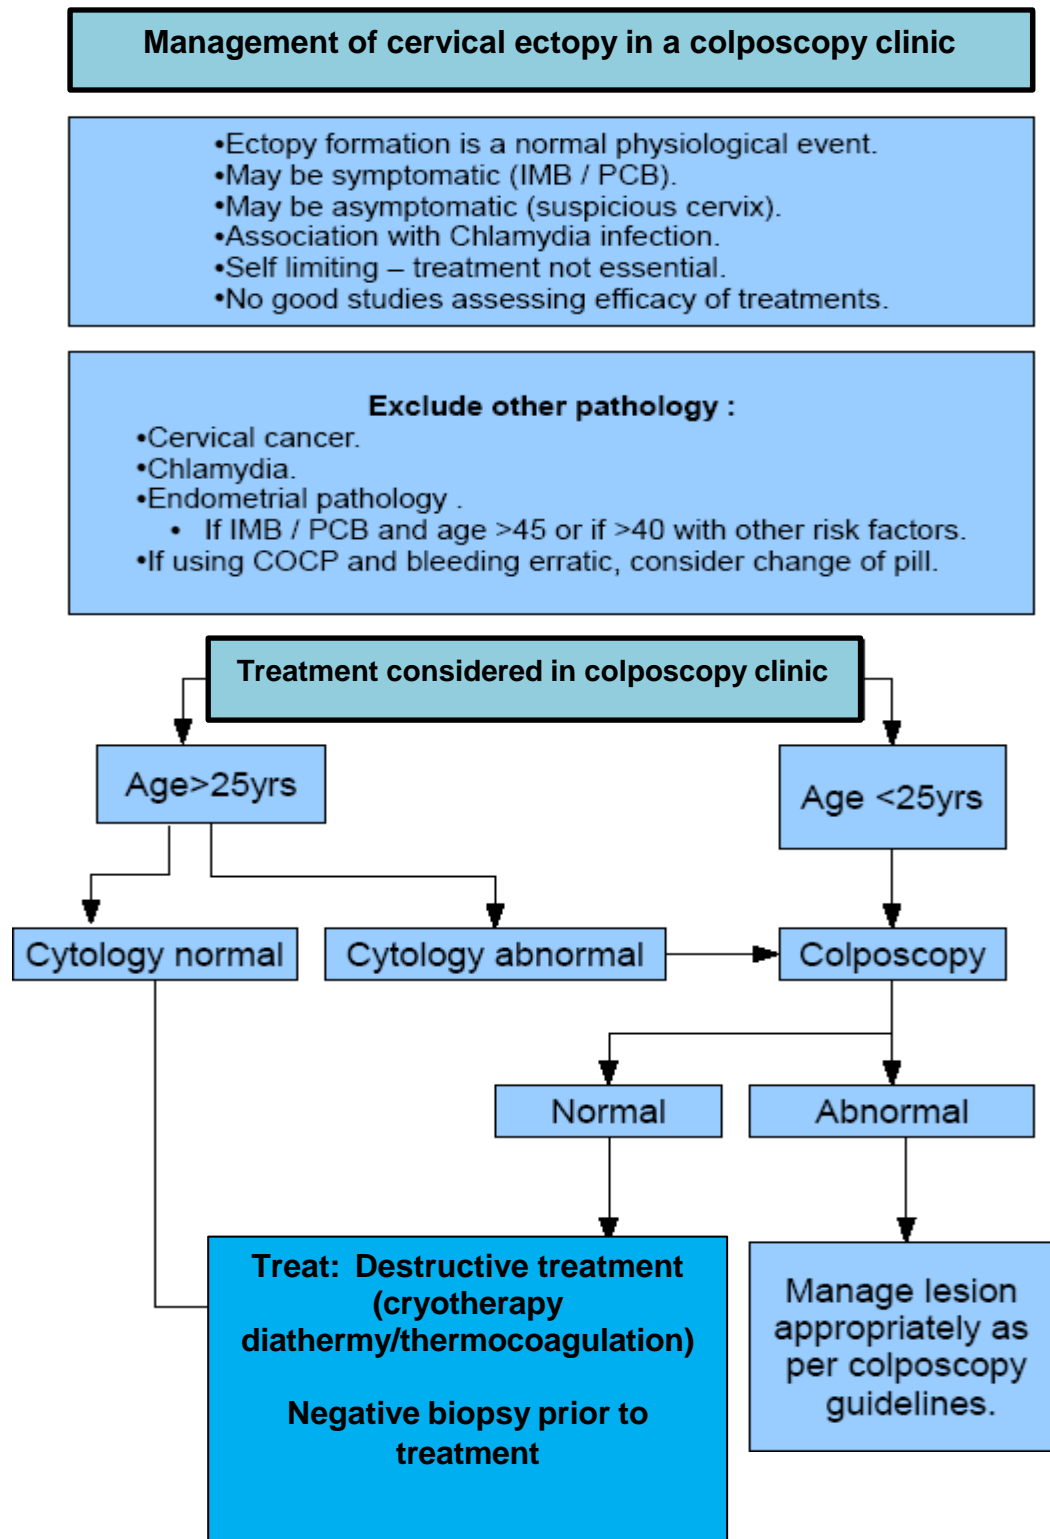 Management of cervical ectopy in a colposcopy clinic
•Ectopy formation is a normal physiological event.
•May be symptomatic (IMB / PCB).
•May be asymptomatic (suspicious cervix).
•Association with Chlamydia infection.
•Self limiting – treatment not essential.
•No good studies assessing efficacy of treatments.
Exclude other pathology :
•Cervical cancer.
•Chlamydia.
•Endometrial pathology .
• If IMB / PCB and age >45 or if >40 with other risk factors.
•If using COCP and bleeding erratic, consider change of pill.
Treatment considered in colposcopy clinic
Age>25yrs
Age <25yrs
Cytology normal
Cytology abnormal
Colposcopy
Normal
Abnormal
Treat: Destructive treatment
(cryotherapy
diathermy/thermocoagulation)
Negative biopsy prior to
treatment
Manage lesion
appropriately as
per colposcopy
guidelines.